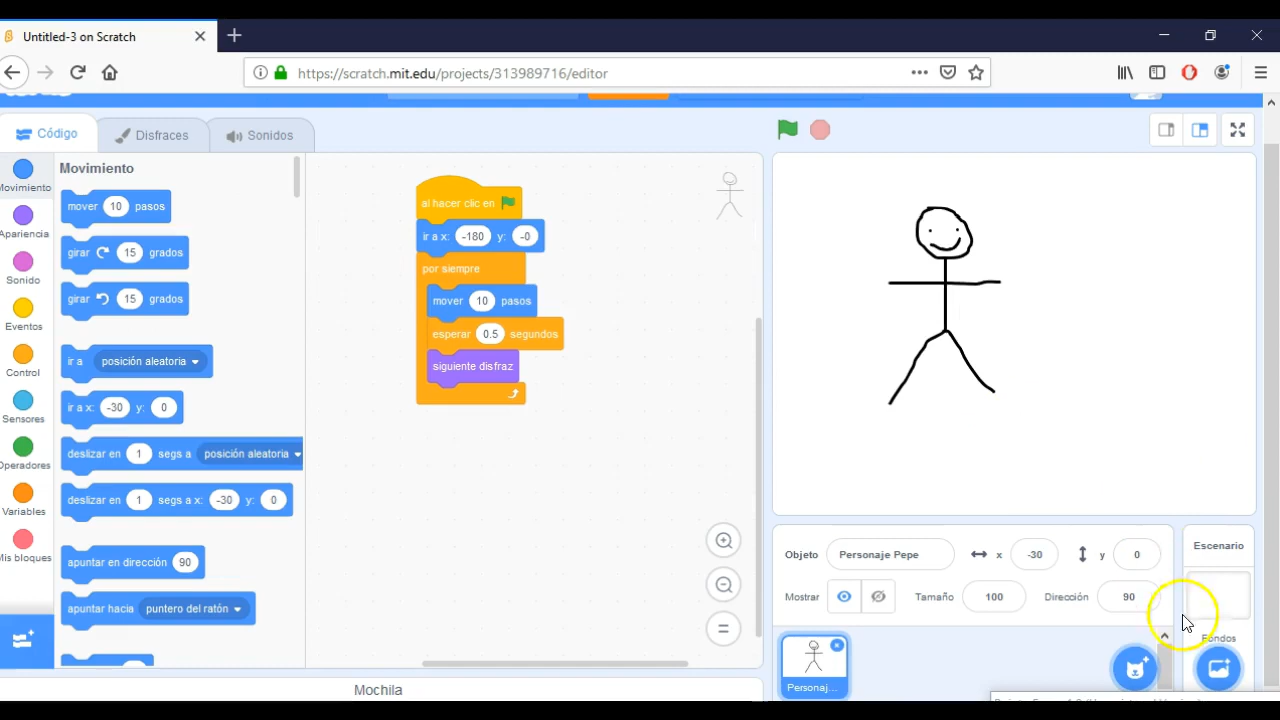 Untitled-3 on Scratch
https://scratch.mit.edu/projects/313989716/editor
Código
Disfraces
Sonidos
Movimiento
Apariencia
Sonido
Eventos
Control
Sensores
Operadores
Variables
Mis bloques
Movimiento
mover 10 pasos
girar 15 grados
girar 15 grados
ir a posición aleatoria
ir a x: -30 y: 0
deslizar en 1 segs a posición aleatoria
deslizar en 1 segs a x: -30 y: 0
apuntar en dirección 90
apuntar hacia puntero del ratón
al hacer clic en
ir a x: -180 y: -0
por siempre
mover 10 pasos
esperar 0.5 segundos
siguiente disfraz
Mochila
Objeto Personaje Pepe x -30 y 0
Mostrar Tamaño 100 Dirección 90
Personaj...
Escenario
Fondos